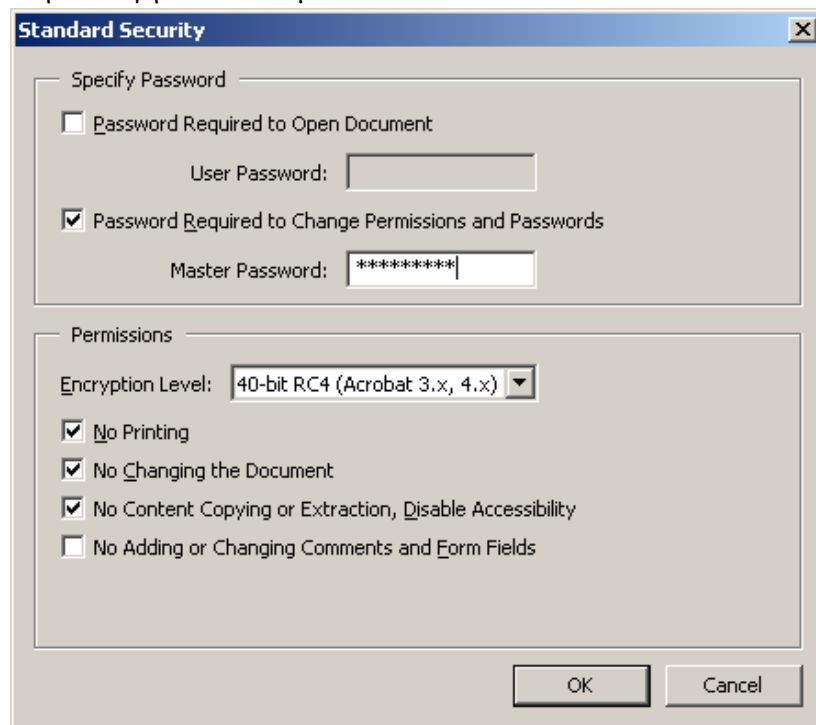 Standard Security
Specify Password
Password Required to Open Document
User Password:
Password Required to Change Permissions and Passwords
Master Password: *********
Permissions
Encryption Level: 40-bit RC4 (Acrobat 3.x, 4.x)
No Printing
No Changing the Document
No Content Copying or Extraction, Disable Accessibility
No Adding or Changing Comments and Form Fields
OK Cancel